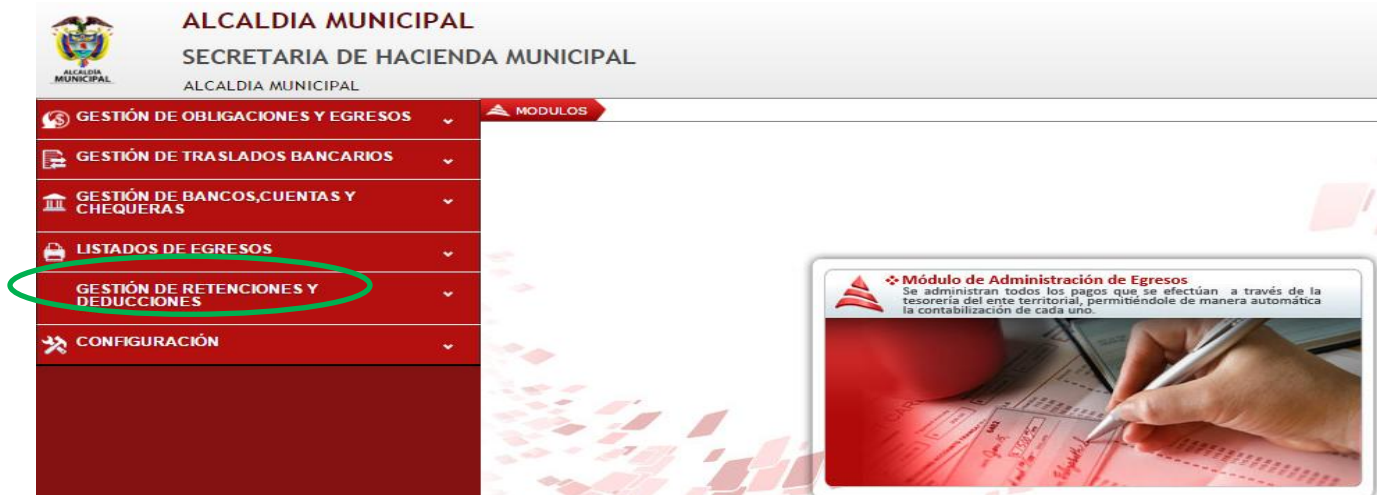 ALCALDIA MUNICIPAL
SECRETARIA DE HACIENDA MUNICIPAL
ALCALDIA MUNICIPAL
ALCALDÍA
MUNICIPAL
GESTIÓN DE OBLIGACIONES Y EGRESOS
GESTIÓN DE TRASLADOS BANCARIOS
GESTIÓN DE BANCOS,CUENTAS Y
CHEQUERAS
LISTADOS DE EGRESOS
GESTIÓN DE RETENCIONES Y
DEDUCCIONES
CONFIGURACIÓN
MODULOS
Módulo de Administración de Egresos
Se administran todos los pagos que se efectúan a través de la
tesorería del ente territorial, permitiéndole de manera automática
la contabilización de cada uno.